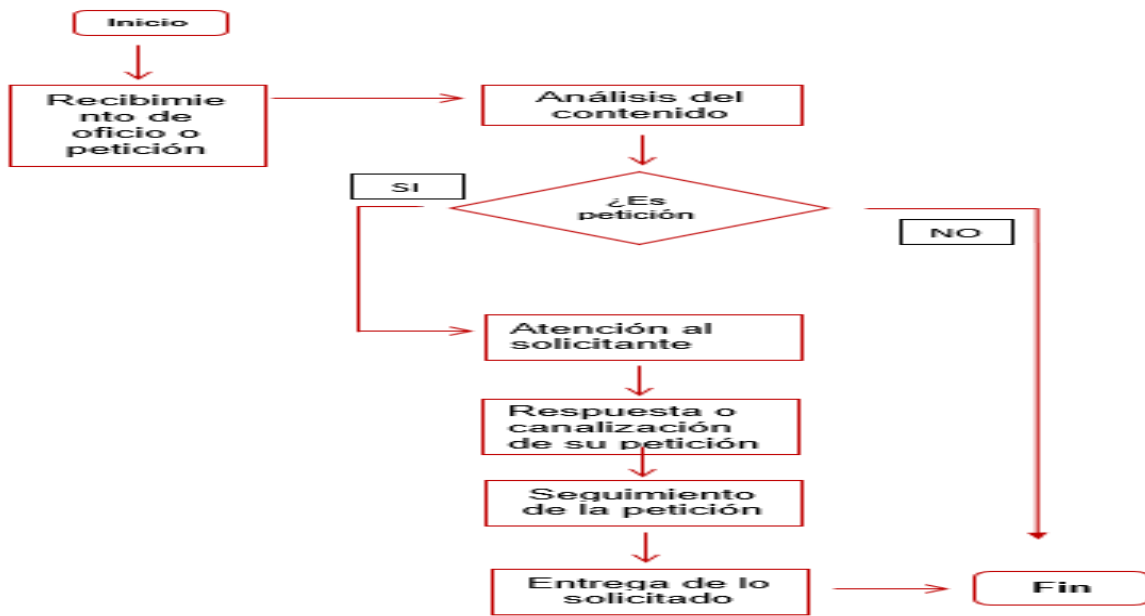 Inicio
Recibimie
nto de
oficio o
petición
Análisis del
contenido
SI
¿Es
petición
NO
Atención al
solicitante
Respuesta o
canalización
de su petición
Seguimiento
de la petición
Entrega de lo
solicitado
Fin